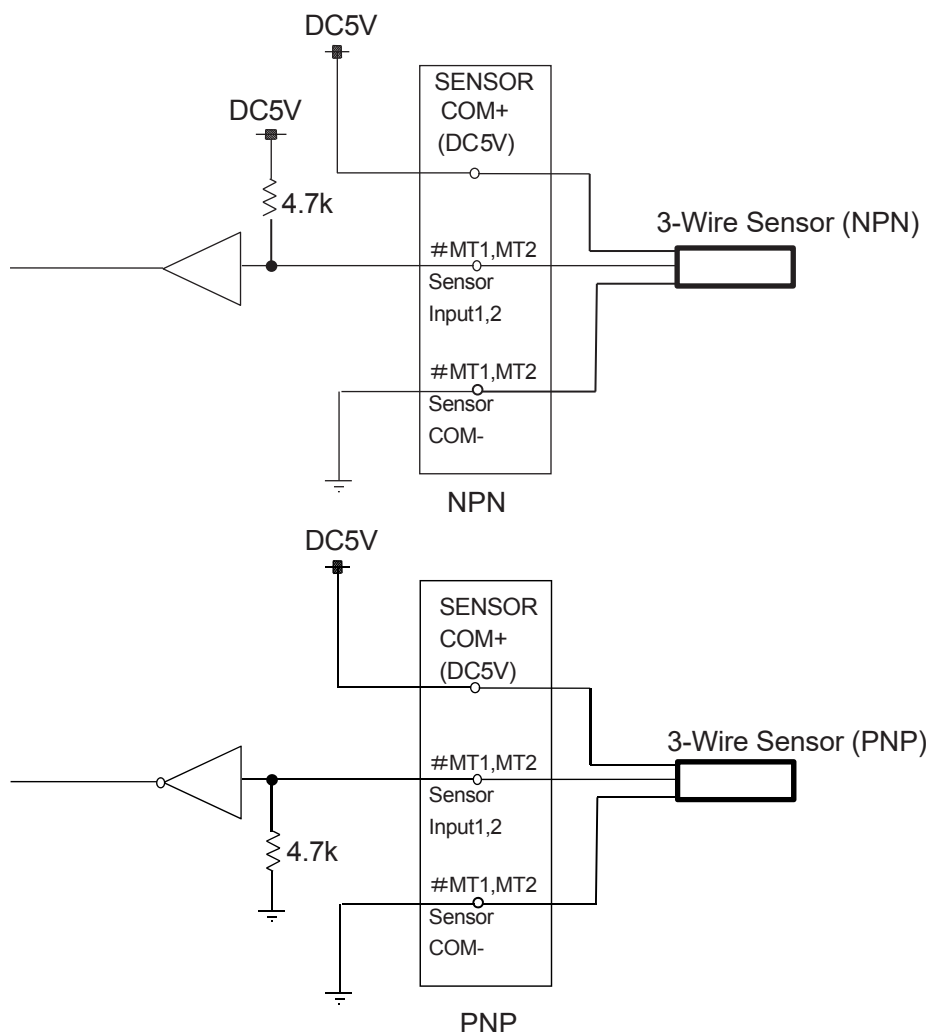 DC5V
DC5V
4.7k
SENSOR
COM+
(DC5V)
3-Wire Sensor (NPN)
#MT1,MT2
Sensor
Input1,2
#MT1,MT2
Sensor
COM-
NPN
DC5V
SENSOR
COM+
(DC5V)
3-Wire Sensor (PNP)
#MT1,MT2
Sensor
Input1,2
4.7k
#MT1,MT2
Sensor
COM-
PNP